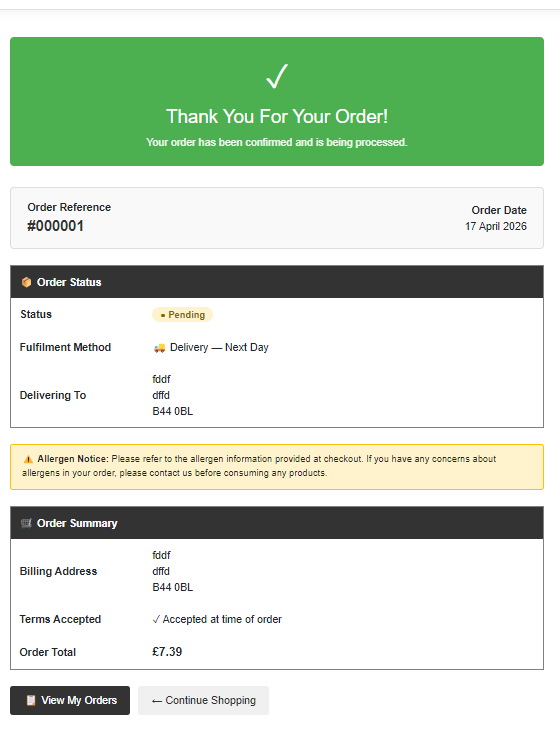 ✓
Thank You For Your Order!
Your order has been confirmed and is being processed.
Order Reference
#000001
Order Date
17 April 2026
📦 Order Status
Status
● Pending
Fulfilment Method
🚚 Delivery — Next Day
Delivering To
fddf
dffd
B44 0BL
⚠️ Allergen Notice: Please refer to the allergen information provided at checkout. If you have any concerns about
allergens in your order, please contact us before consuming any products.
🛒 Order Summary
Billing Address
fddf
dffd
B44 0BL
Terms Accepted
✓ Accepted at time of order
Order Total
£7.39
📋 View My Orders
← Continue Shopping